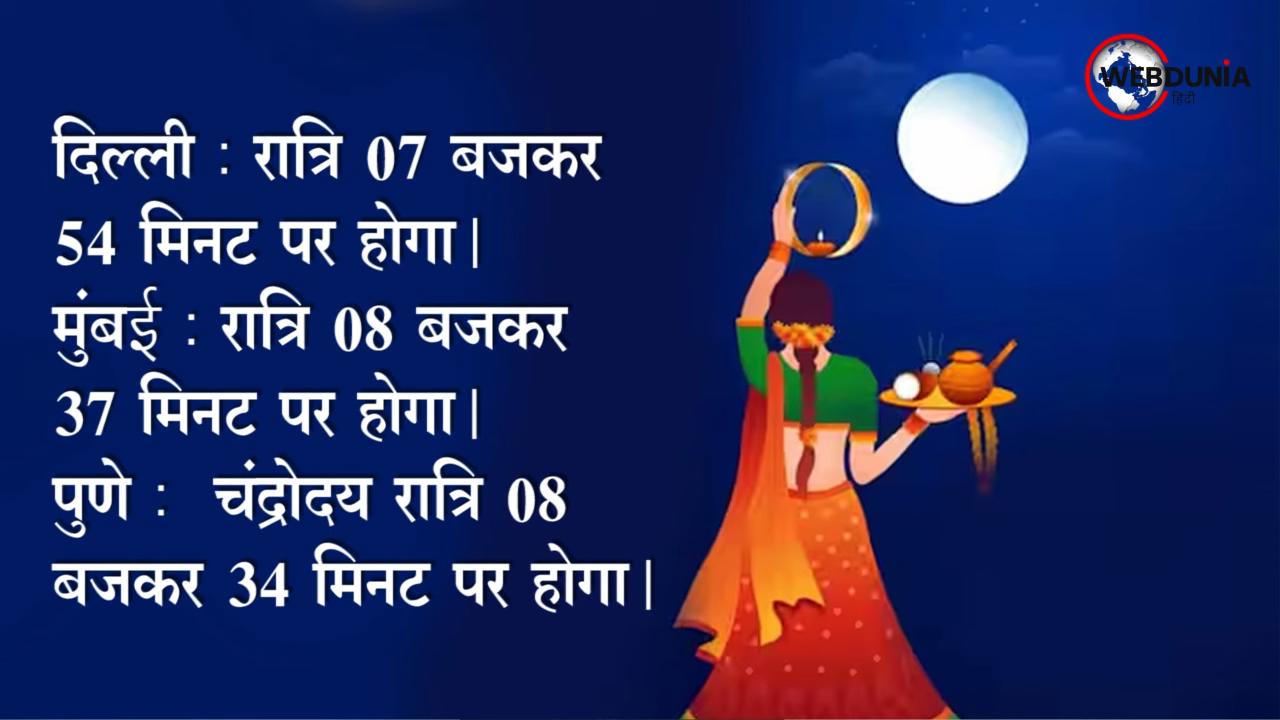 WEBDUNIA
हिंदी
दिल्ली : रात्रि 07 बजकर
54 मिनट पर होगा|
मुंबई : रात्रि 08 बजकर
37 मिनट पर होगा|
पुणे : चंद्रोदय रात्रि 08
बजकर 34 मिनट पर होगा|